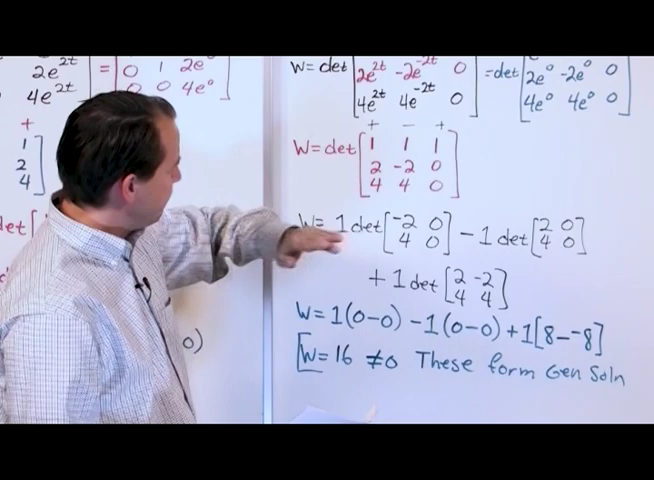 2e^2t = 0 1 2e
4e^2t 0 0 4e^0
+
1
2
4
0)
W=det [2e^2t -2e^-2t 0 = det [2e^0 -2e^0 0
4e^2t 4e^-2t 0] 4e^0 4e^0 0]
+ - +
W=det [1 1 1
2 -2 0
4 4 0]
W= 1 det [-2 0 - 1 det [2 0
4 0] 4 0]
+ 1 det [2 -2
4 4]
W = 1(0-0) - 1(0-0) + 1[8--8]
W=16 ≠0 These form Gen Soln